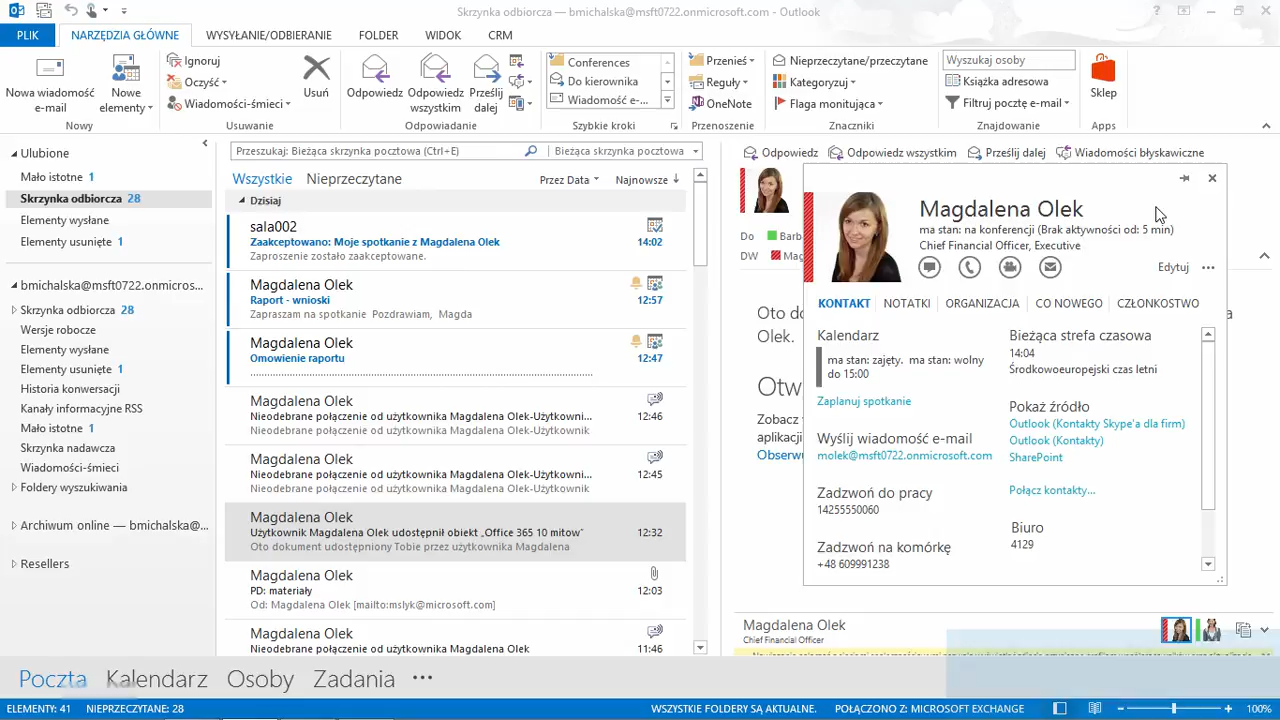 Skrzynka odbiorcza — bmichalska@msft0722.onmicrosoft.com - Outlook
PLIK
NARZĘDZIA GŁÓWNE
WYSYŁANIE/ODBIERANIE
FOLDER
WIDOK
CRM
Nowa wiadomość e-mail
Nowe elementy
Nowy
Ignoruj
Oczyść
Wiadomości-śmieci
Usuń
Usuwanie
Odpowiedz
Odpowiedz wszystkim
Prześlij dalej
Odpowiadanie
Conferences
Do kierownika
Wiadomość e-...
Szybkie kroki
Przenieś
Reguły
OneNote
Przenoszenie
Nieprzeczytane/przeczytane
Kategoryzuj
Flaga monitująca
Znaczniki
Wyszukaj osoby
Książka adresowa
Filtruj pocztę e-mail
Znajdowanie
Sklep
Apps
Ulubione
Mało istotne 1
Skrzynka odbiorcza 28
Elementy wysłane
Elementy usunięte 1
bmichalska@msft0722.onmicros...
Skrzynka odbiorcza 28
Wersje robocze
Elementy wysłane
Elementy usunięte 1
Historia konwersacji
Kanały informacyjne RSS
Mało istotne 1
Skrzynka nadawcza
Wiadomości-śmieci
Foldery wyszukiwania
Archiwum online — bmichalska@...
Resellers
Przeszukaj: Bieżąca skrzynka pocztowa (Ctrl+E)
Bieżąca skrzynka pocztowa
Wszystkie
Nieprzeczytane
Przez Data
Najnowsze
Dzisiaj
sala002
Zaakceptowano: Moje spotkanie z Magdalena Olek 14:02
Zaproszenie zostało zaakceptowane.
Magdalena Olek
Raport - wnioski 12:57
Zapraszam na spotkanie Pozdrawiam, Magda
Magdalena Olek
Omowienie raportu 12:47
Magdalena Olek
Nieodebrane połączenie od użytkownika Magdalena Olek-Użytkowni... 12:46
Nieodebrane połączenie od użytkownika Magdalena Olek-Użytkownik
Magdalena Olek
Nieodebrane połączenie od użytkownika Magdalena Olek-Użytkowni... 12:45
Nieodebrane połączenie od użytkownika Magdalena Olek-Użytkownik
Magdalena Olek
Użytkownik Magdalena Olek udostępnił obiekt „Office 365 10 mitow" 12:32
Oto dokument udostępniony Tobie przez użytkownika Magdalena
Magdalena Olek
PD: materiały 12:03
Od: Magdalena Olek [mailto:mslyk@microsoft.com]
Magdalena Olek
Nieodebrane połączenie od użytkownika Magdalena Olek 11:46
Odpowiedz
Odpowiedz wszystkim
Prześlij dalej
Wiadomości błyskawiczne
Do Barb
DW Mag
Oto do
Olek.
Otw
Zobacz
aplikacji
Obserwu
Magdalena Olek
ma stan: na konferencji (Brak aktywności od: 5 min)
Chief Financial Officer, Executive
Edytuj
KONTAKT
NOTATKI
ORGANIZACJA
CO NOWEGO
CZŁONKOSTWO
Kalendarz
ma stan: zajęty. ma stan: wolny
do 15:00
Zaplanuj spotkanie
Wyślij wiadomość e-mail
molek@msft0722.onmicrosoft.com
Zadzwoń do pracy
14255550060
Zadzwoń na komórkę
+48 609991238
Bieżąca strefa czasowa
14:04
Środkowoeuropejski czas letni
Pokaż źródło
Outlook (Kontakty Skype'a dla firm)
Outlook (Kontakty)
SharePoint
Połącz kontakty...
Biuro
4129
Magdalena Olek
Chief Financial Officer
Poczta
Kalendarz
Osoby
Zadania
ELEMENTY: 41
NIEPRZECZYTANE: 28
WSZYSTKIE FOLDERY SĄ AKTUALNE.
POŁĄCZONO Z: MICROSOFT EXCHANGE
100%